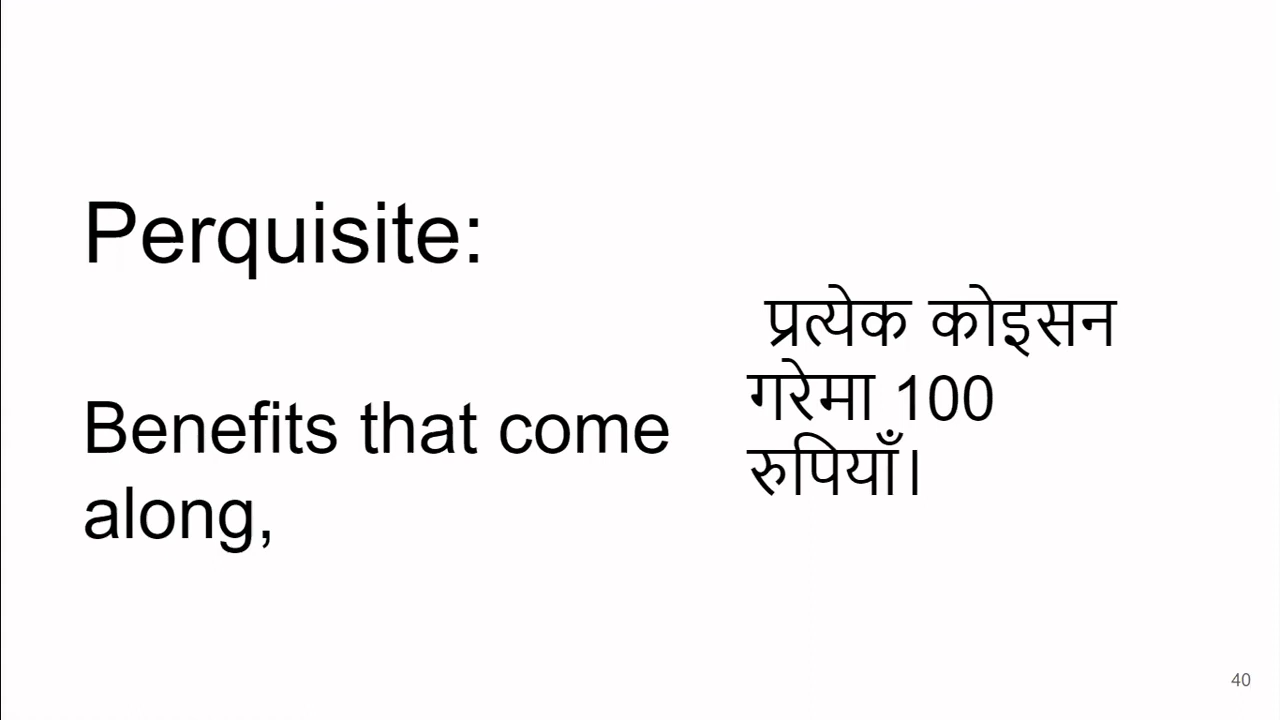 Perquisite:
Benefits that come
along,
प्रत्येक कोइसन
गरेमा 100
रुपियाँ।
40